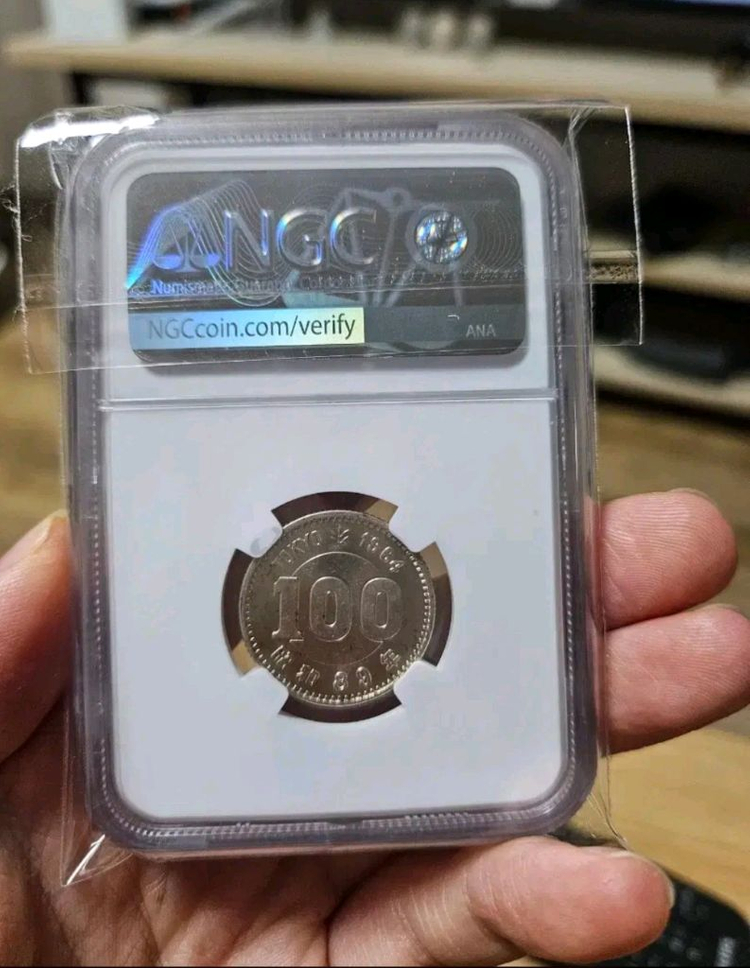 NGC
NGCcoin.com/verify
ANA
TOKYO 1964
100
昭和39年